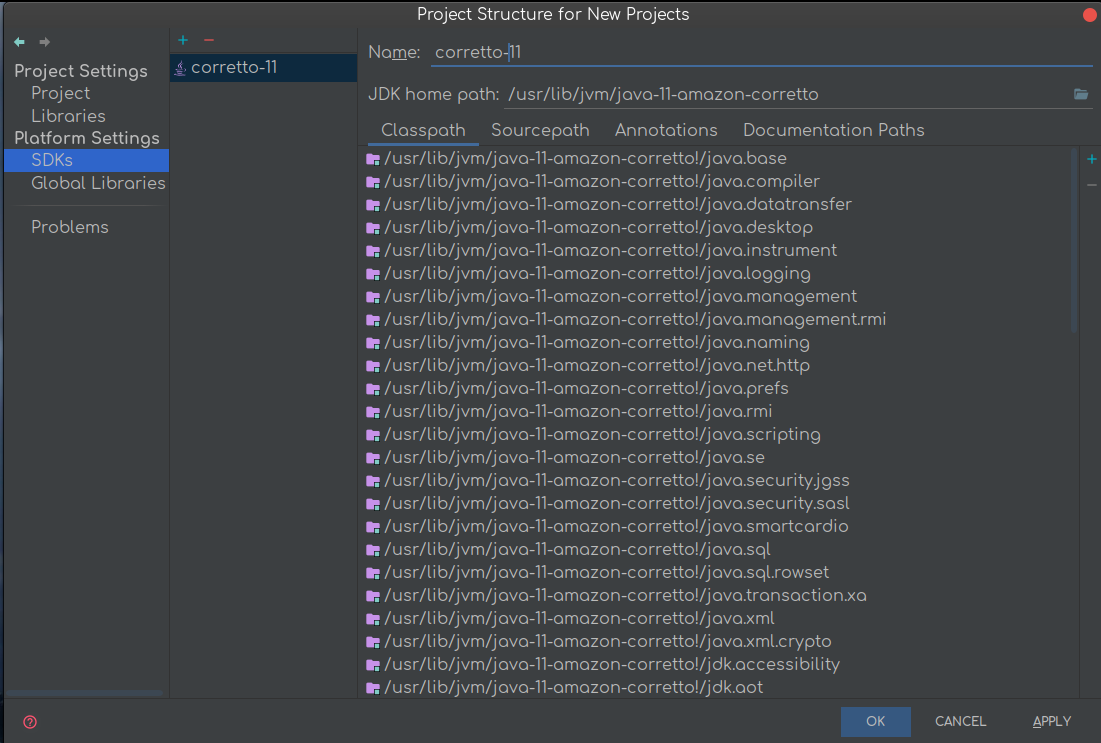 Project Structure for New Projects
Project Settings
Project
Libraries
Platform Settings
SDKs
Global Libraries
Problems
corretto-11
Name: corretto-11
JDK home path: /usr/lib/jvm/java-11-amazon-corretto
Classpath Sourcepath Annotations Documentation Paths
/usr/lib/jvm/java-11-amazon-corretto!/java.base
/usr/lib/jvm/java-11-amazon-corretto!/java.compiler
/usr/lib/jvm/java-11-amazon-corretto!/java.datatransfer
/usr/lib/jvm/java-11-amazon-corretto!/java.desktop
/usr/lib/jvm/java-11-amazon-corretto!/java.instrument
/usr/lib/jvm/java-11-amazon-corretto!/java.logging
/usr/lib/jvm/java-11-amazon-corretto!/java.management
/usr/lib/jvm/java-11-amazon-corretto!/java.management.rmi
/usr/lib/jvm/java-11-amazon-corretto!/java.naming
/usr/lib/jvm/java-11-amazon-corretto!/java.net.http
/usr/lib/jvm/java-11-amazon-corretto!/java.prefs
/usr/lib/jvm/java-11-amazon-corretto!/java.rmi
/usr/lib/jvm/java-11-amazon-corretto!/java.scripting
/usr/lib/jvm/java-11-amazon-corretto!/java.se
/usr/lib/jvm/java-11-amazon-corretto!/java.security.jgss
/usr/lib/jvm/java-11-amazon-corretto!/java.security.sasl
/usr/lib/jvm/java-11-amazon-corretto!/java.smartcardio
/usr/lib/jvm/java-11-amazon-corretto!/java.sql
/usr/lib/jvm/java-11-amazon-corretto!/java.sql.rowset
/usr/lib/jvm/java-11-amazon-corretto!/java.transaction.xa
/usr/lib/jvm/java-11-amazon-corretto!/java.xml
/usr/lib/jvm/java-11-amazon-corretto!/java.xml.crypto
/usr/lib/jvm/java-11-amazon-corretto!/jdk.accessibility
/usr/lib/jvm/java-11-amazon-corretto!/jdk.aot
OK CANCEL APPLY